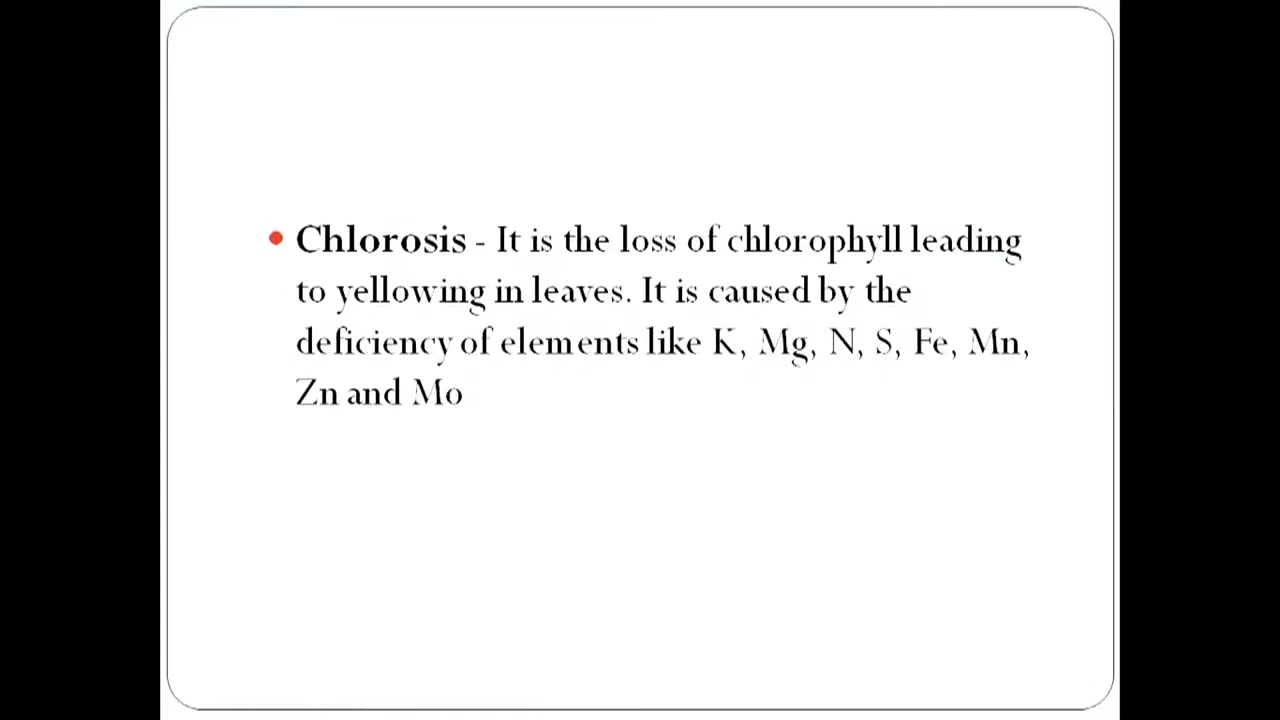 • Chlorosis - It is the loss of chlorophyll leading
to yellowing in leaves. It is caused by the
deficiency of elements like K, Mg, N, S, Fe, Mn,
Zn and Mo